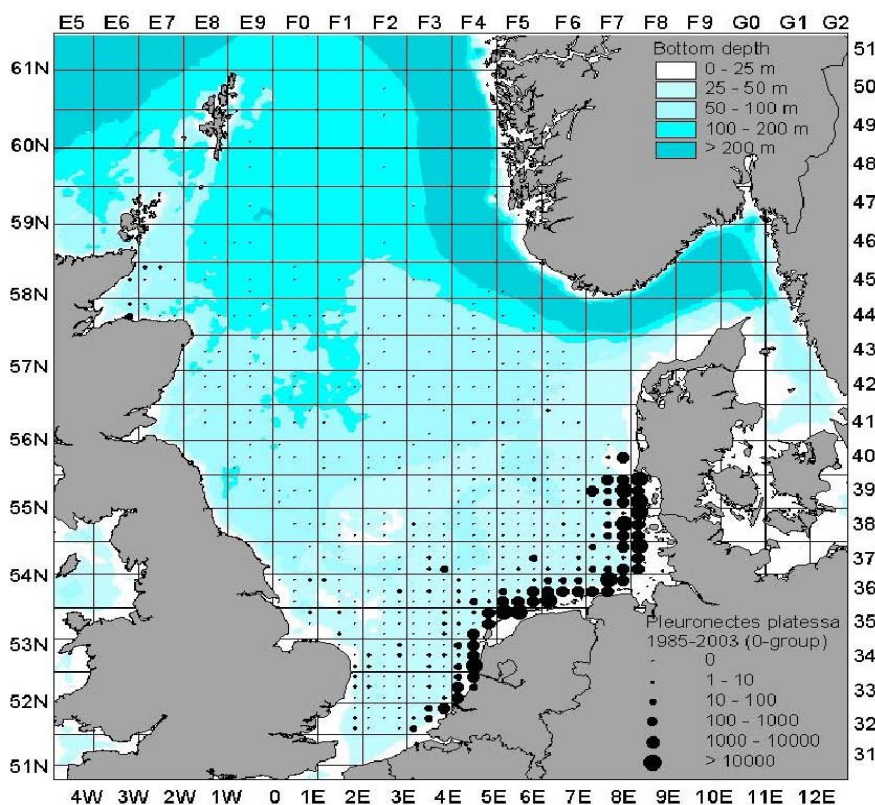 E5 E6 E7 E8 E9 F0 F1 F2 F3 F4 F5 F6 F7 F8 F9 G0 G1 G2
61N
60N
59N
58N
57N
56N
55N
54N
53N
52N
51N
Bottom depth
0 - 25 m
25 - 50 m
50 - 100 m
100 - 200 m
> 200 m
51
50
49
48
47
46
45
44
43
42
41
40
39
38
37
36
35
34
33
32
31
Pleuronectes platessa
1985-2003 (0-group)
0
1 - 10
10 - 100
100 - 1000
1000 - 10000
> 10000
4W 3W 2W 1W 0 1E 2E 3E 4E 5E 6E 7E 8E 9E 10E 11E 12E